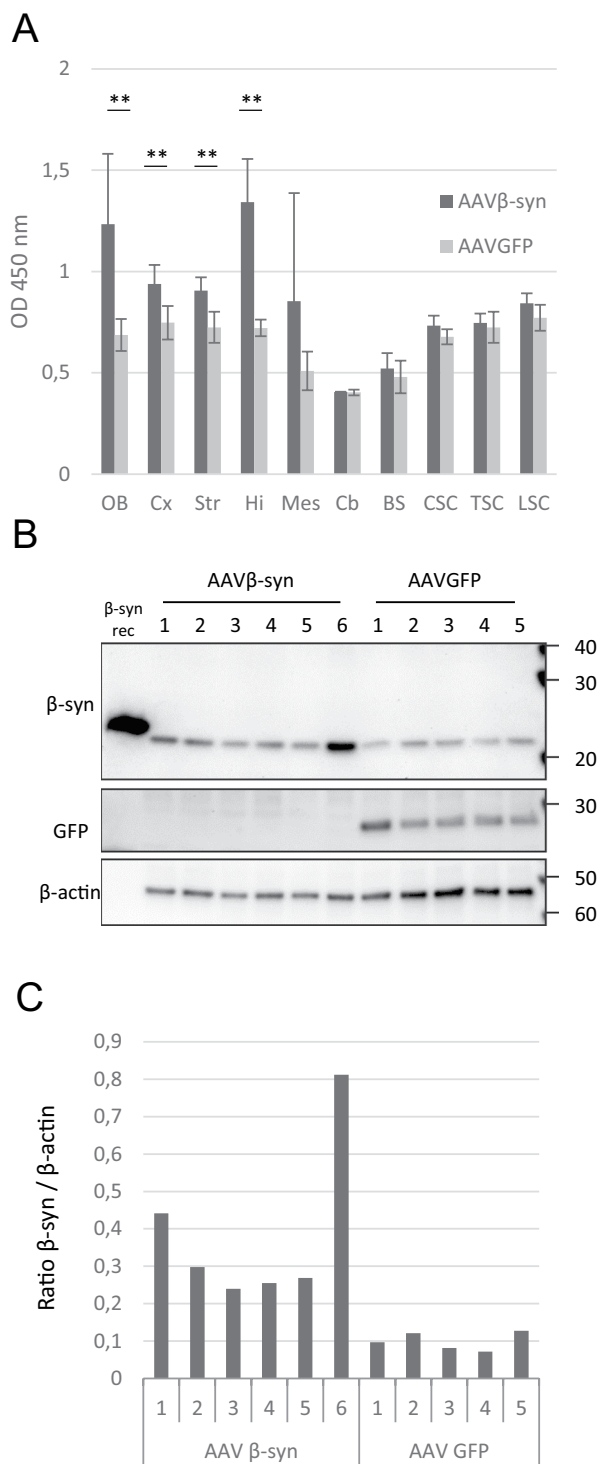 A
2
1,5
1
0,5
0
OD 450 nm
** ** ** **
AAVβ-syn
AAVGFP
OB Cx Str Hi Mes Cb BS CSC TSC LSC
B
AAVβ-syn AAVGFP
β-syn
rec
1 2 3 4 5 6 1 2 3 4 5
β-syn
40
30
20
GFP
30
β-actin
50
60
C
0,9
0,8
0,7
0,6
0,5
0,4
0,3
0,2
0,1
0
Ratio β-syn / β-actin
1 2 3 4 5 6 1 2 3 4 5
AAV β-syn AAV GFP